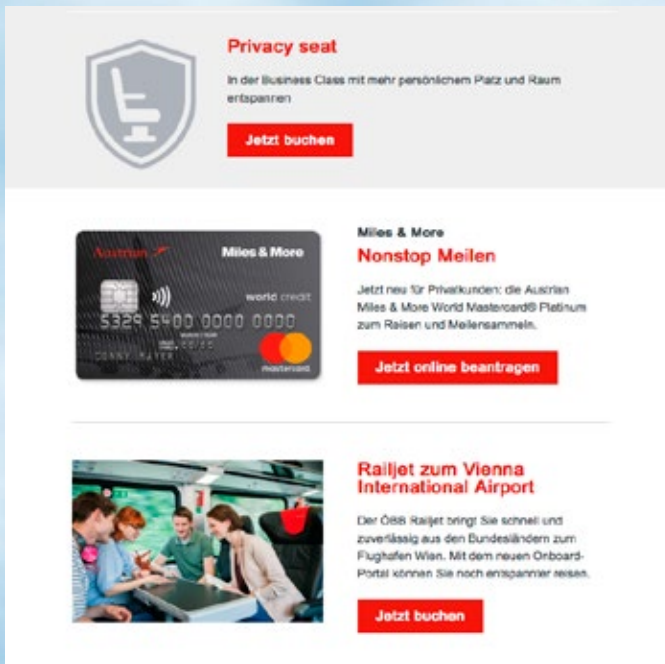 Privacy seat
In der Business Class mit mehr persönlichem Platz und Raum
entspannen
Jetzt buchen
Austrian
Miles & More
world credit
5329 5400 0000 0000
CONNY MAYER
mastercard
Miles & More
Nonstop Meilen
Jetzt neu für Privatkunden: die Austrian
Miles & More World Mastercard® Platinum
zum Reisen und Meilensammeln.
Jetzt online beantragen
Railjet zum Vienna
International Airport
Der ÖBB Railjet bringt Sie schnell und
zuverlässig aus den Bundesländern zum
Flughafen Wien. Mit dem neuen Onboard-
Portal können Sie noch entspannter reisen.
Jetzt buchen